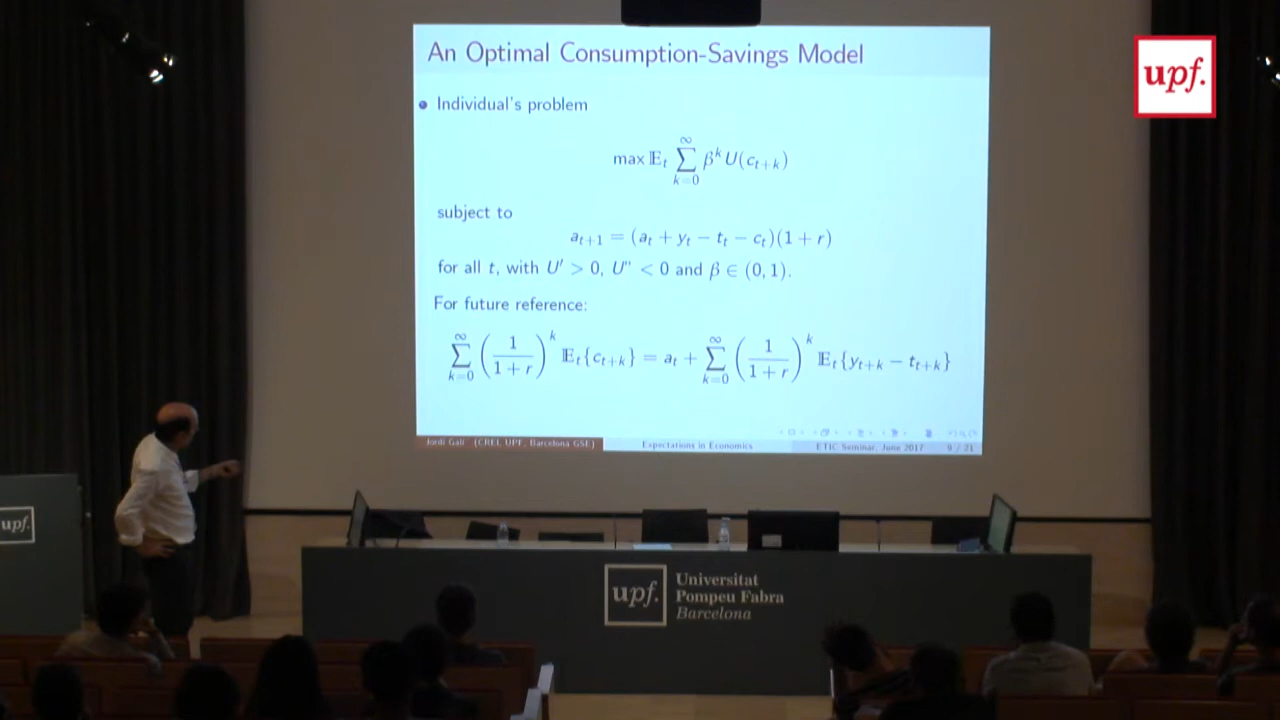 An Optimal Consumption-Savings Model
Individual's problem
max 𝔼_t ∑_{k=0}^{∞} β^k U(c_{t+k})
subject to
a_{t+1} = (a_t + y_t − t_t − c_t)(1 + r)
for all t, with U' > 0, U" < 0 and β ∈ (0, 1).
For future reference:
∑_{k=0}^{∞} (1/(1+r))^k 𝔼_t{c_{t+k}} = a_t + ∑_{k=0}^{∞} (1/(1+r))^k 𝔼_t{y_{t+k} − t_{t+k}}
Jordi Galí (CREI, UPF, Barcelona GSE) Expectations in Economics ETIC Seminar, June 2017 9 / 21
upf.
upf.
upf.
Universitat
Pompeu Fabra
Barcelona